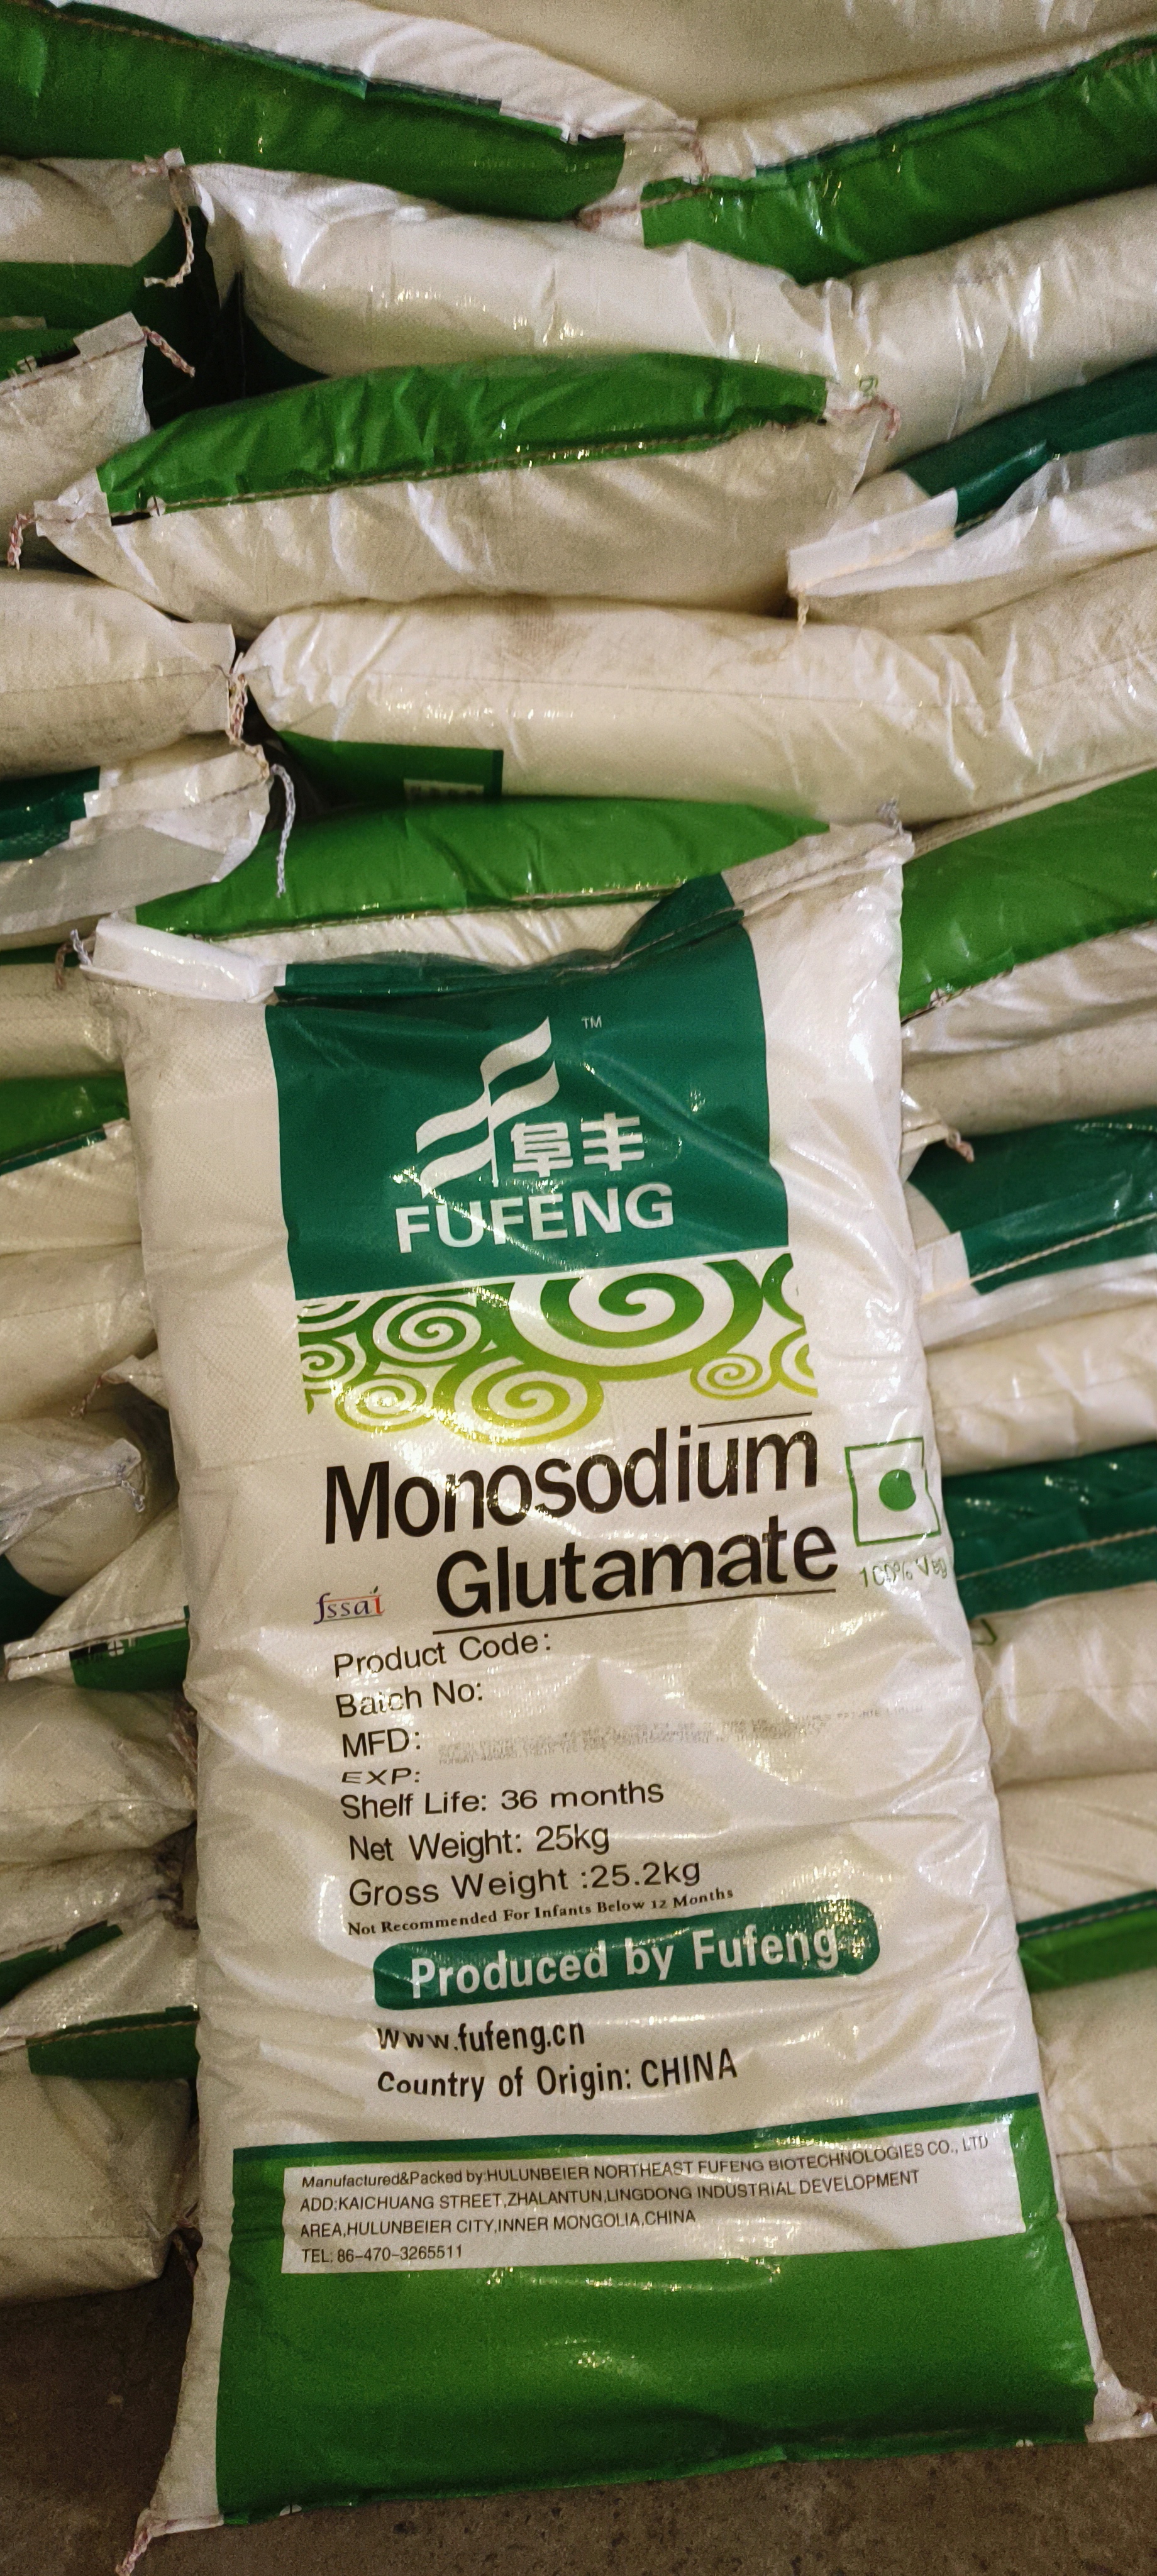 TM
阜丰
FUFENG
Monosodium
Glutamate
100% Veg
fssai
Product Code:
Batch No:
MFD:
EXP:
Shelf Life: 36 months
Net Weight: 25kg
Gross Weight :25.2kg
Not Recommended For Infants Below 12 Months
Produced by Fufeng
Www.fufeng.cn
Country of Origin: CHINA
Manufactured&Packed by:HULUNBEIER NORTHEAST FUFENG BIOTECHNOLOGIES CO., LTD
ADD:KAICHUANG STREET,ZHALANTUN,LINGDONG INDUSTRIAL DEVELOPMENT
AREA,HULUNBEIER CITY,INNER MONGOLIA,CHINA
TEL: 86-470-3265511